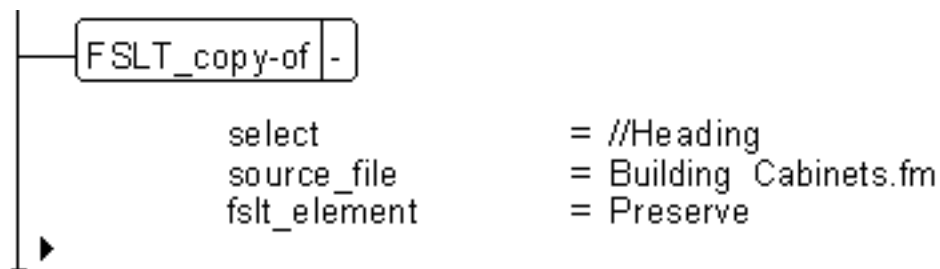 FSLT_copy-of -
select = //Heading
source_file = Building Cabinets.fm
fslt_element = Preserve